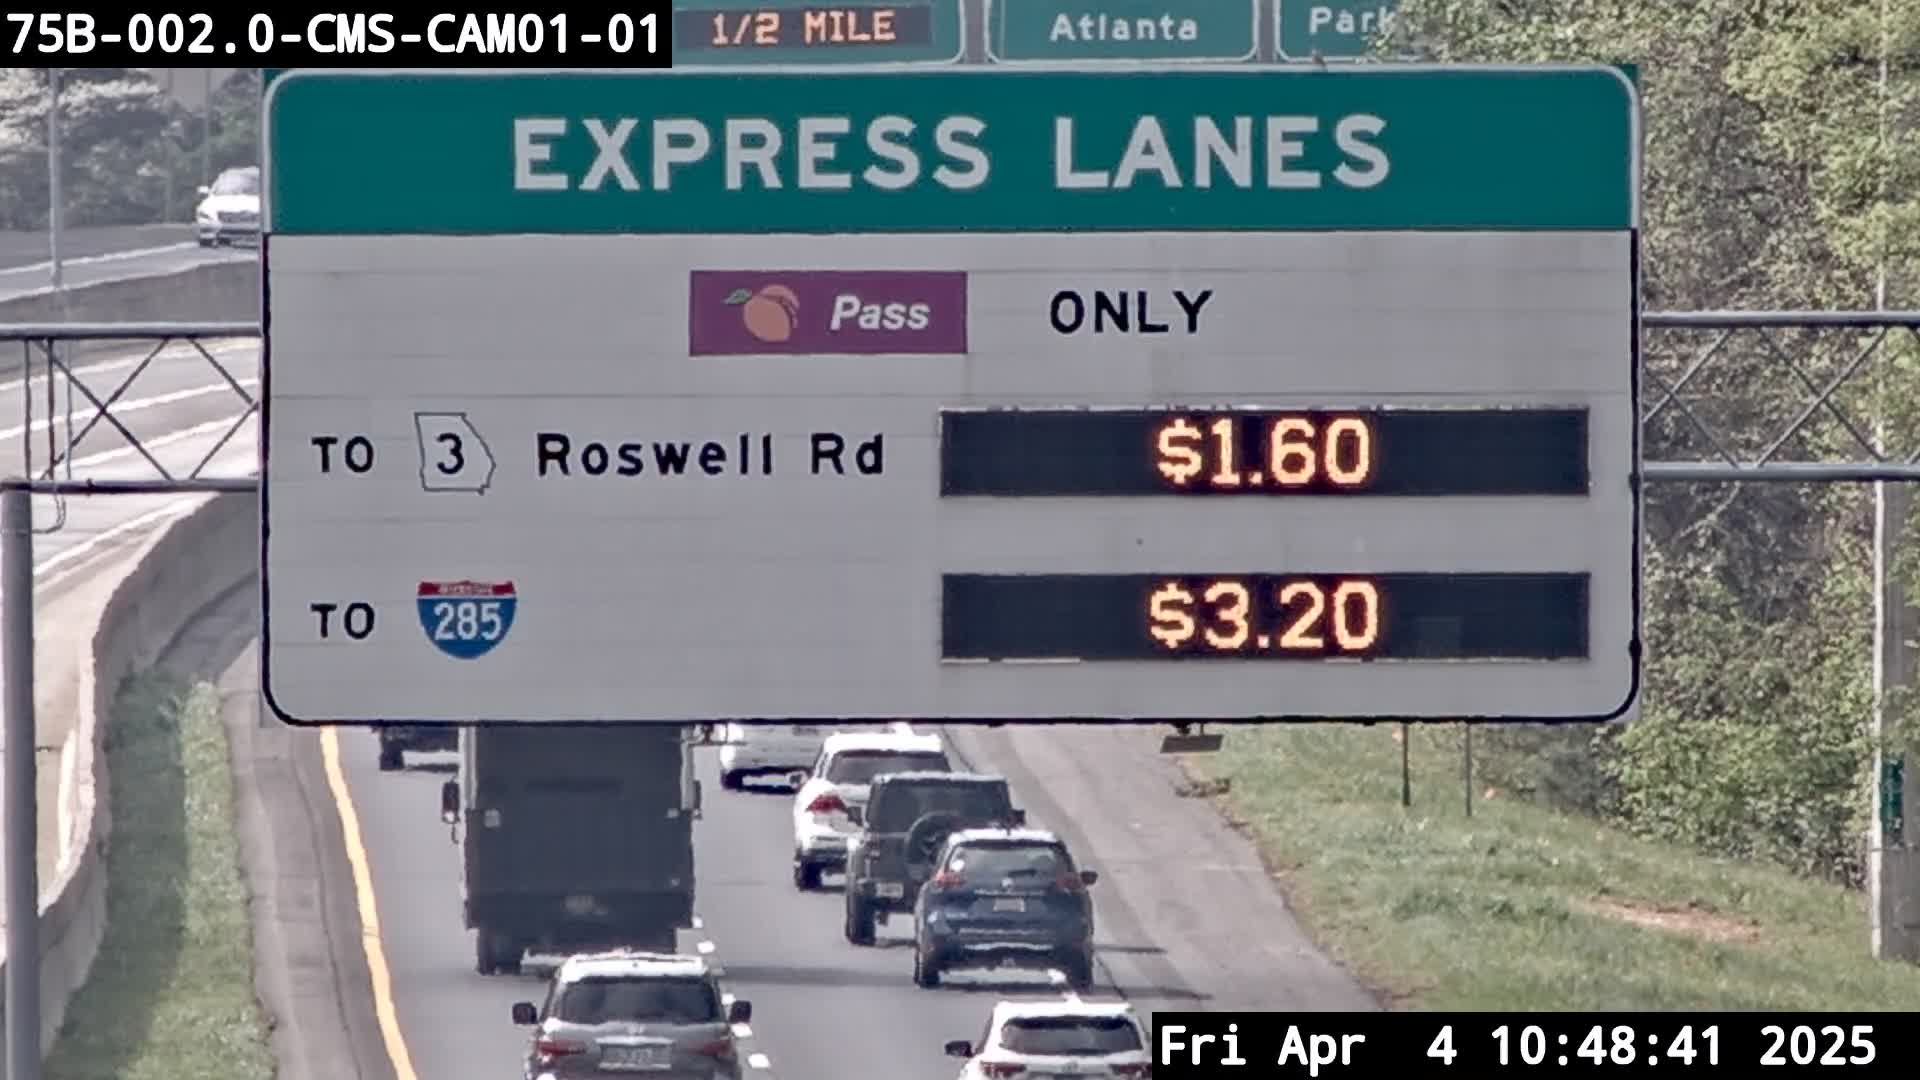 75B-002.0-CMS-CAM01-01
1/2 MILE
Atlanta
Park
EXPRESS LANES
Pass ONLY
TO 3 Roswell Rd $1.60
TO 285 $3.20
Fri Apr 4 10:48:41 2025